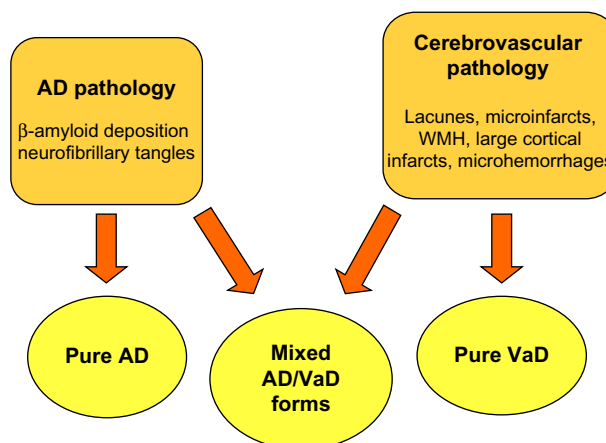 AD pathology
β-amyloid deposition
neurofibrillary tangles
Cerebrovascular
pathology
Lacunes, microinfarcts,
WMH, large cortical
infarcts, microhemorrhages
Pure AD
Mixed
AD/VaD
forms
Pure VaD